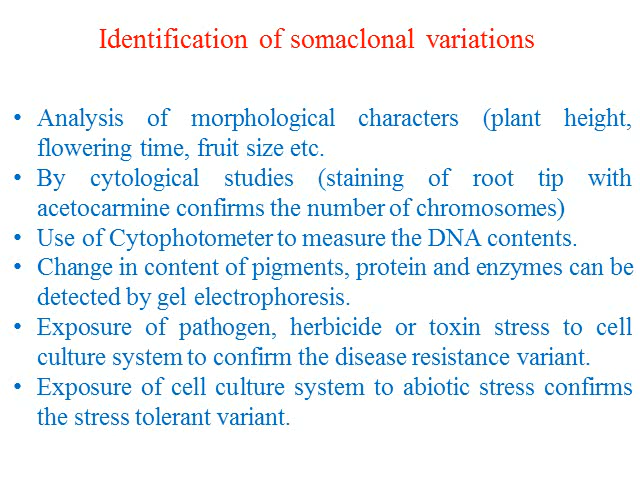 Identification of somaclonal variations
• Analysis of morphological characters (plant height,
flowering time, fruit size etc.
• By cytological studies (staining of root tip with
acetocarmine confirms the number of chromosomes)
• Use of Cytophotometer to measure the DNA contents.
• Change in content of pigments, protein and enzymes can be
detected by gel electrophoresis.
• Exposure of pathogen, herbicide or toxin stress to cell
culture system to confirm the disease resistance variant.
• Exposure of cell culture system to abiotic stress confirms
the stress tolerant variant.